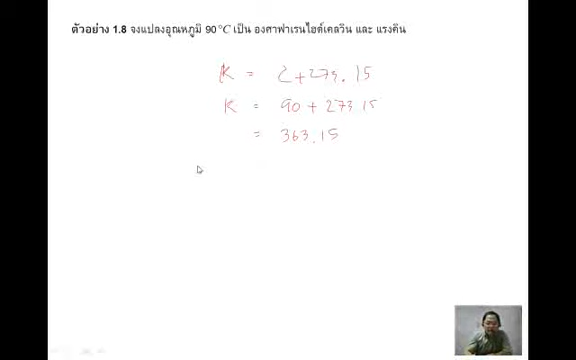 ตัวอย่าง 1.8 จงแปลงอุณหภูมิ 90 °C เป็น องศาฟาเรนไฮต์เคลวิน และ แรงคิน
K = C + 273.15
K = 90 + 273.15
= 363.15